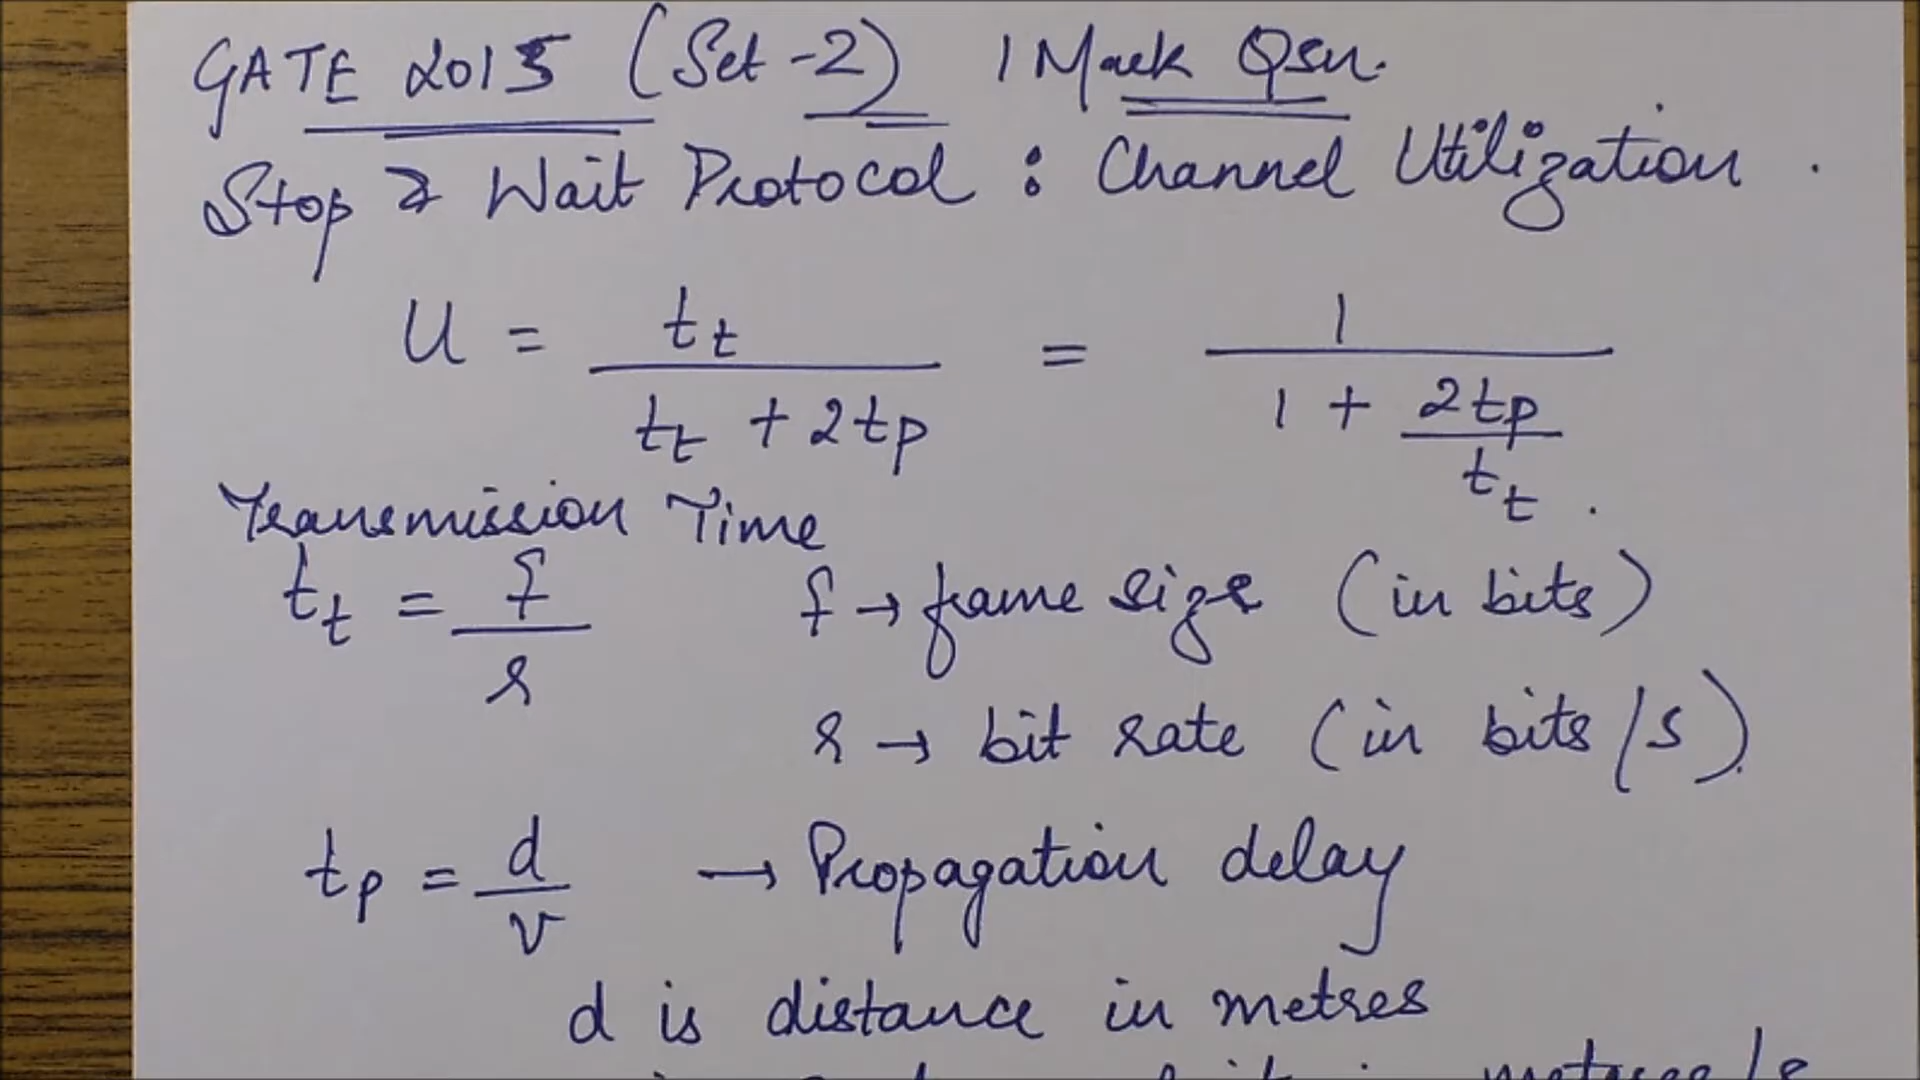 GATE 2015 (Set-2) 1 Mark Qsn.
Stop & Wait Protocol : Channel Utilization .
U = tt / (tt + 2tp) = 1 / (1 + 2tp / tt) .
Transmission Time
tt = f / r f → frame size (in bits)
r → bit rate (in bits/s).
tp = d / v → Propagation delay
d is distance in metres
metres/s